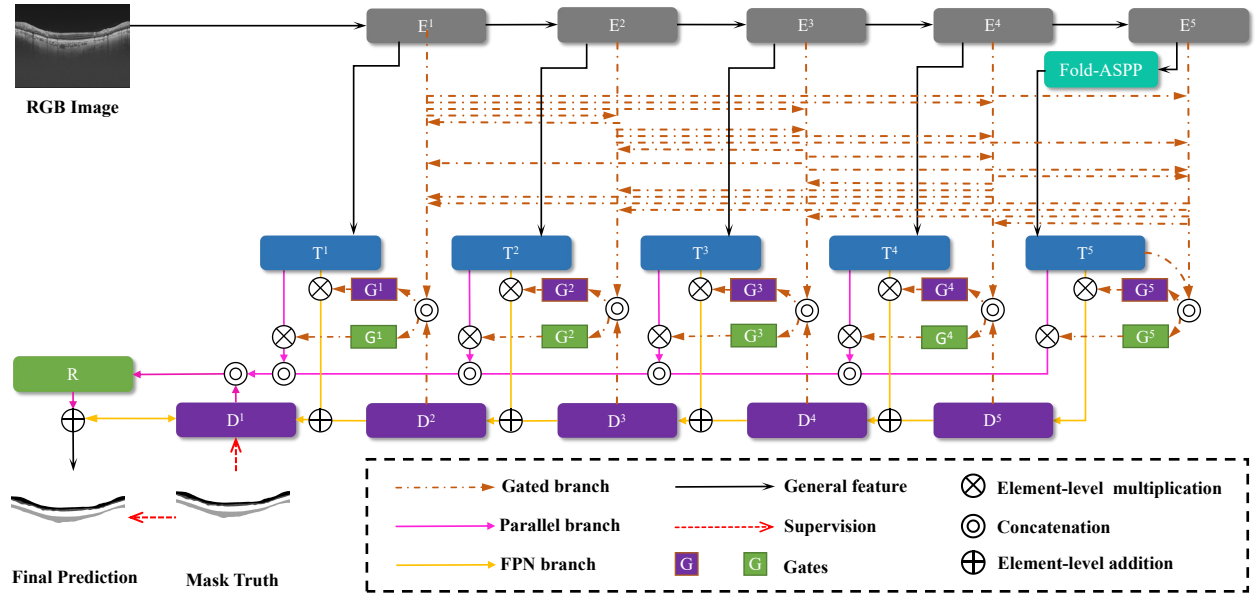 E1 E2 E3 E4 E5
Fold-ASPP
RGB Image
T1 T2 T3 T4 T5
G1 G2 G3 G4 G5
G1 G2 G3 G4 G5
R
D1 D2 D3 D4 D5
Gated branch General feature Element-level multiplication
Parallel branch Supervision Concatenation
FPN branch G G Gates Element-level addition
Final Prediction Mask Truth